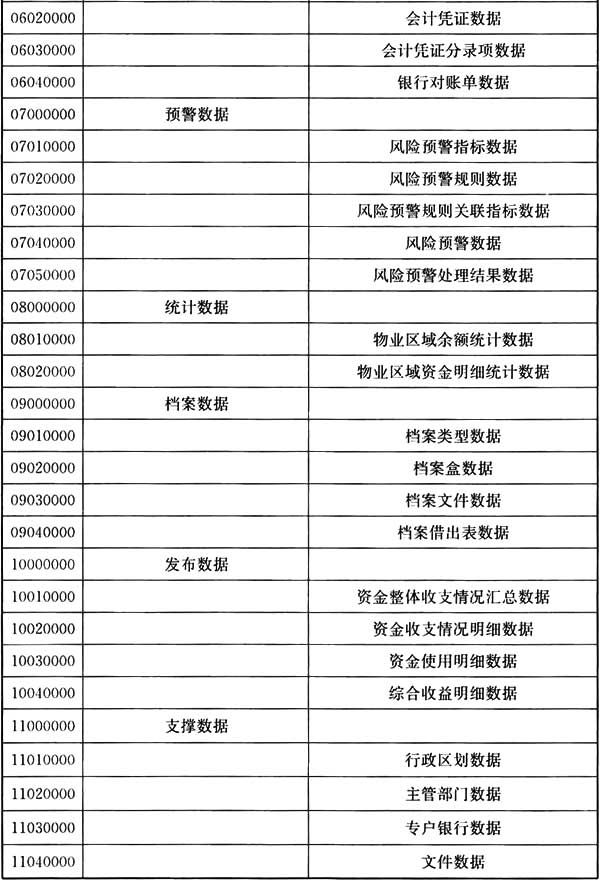 06020000 会计凭证数据
06030000 会计凭证分录项数据
06040000 银行对账单数据
07000000 预警数据
07010000 风险预警指标数据
07020000 风险预警规则数据
07030000 风险预警规则关联指标数据
07040000 风险预警数据
07050000 风险预警处理结果数据
08000000 统计数据
08010000 物业区域余额统计数据
08020000 物业区域资金明细统计数据
09000000 档案数据
09010000 档案类型数据
09020000 档案盒数据
09030000 档案文件数据
09040000 档案借出表数据
10000000 发布数据
10010000 资金整体收支情况汇总数据
10020000 资金收支情况明细数据
10030000 资金使用明细数据
10040000 综合收益明细数据
11000000 支撑数据
11010000 行政区划数据
11020000 主管部门数据
11030000 专户银行数据
11040000 文件数据